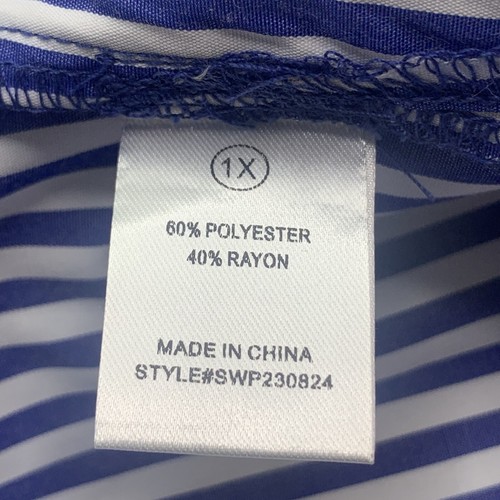 1X
60% POLYESTER
40% RAYON
MADE IN CHINA
STYLE#SWP230824